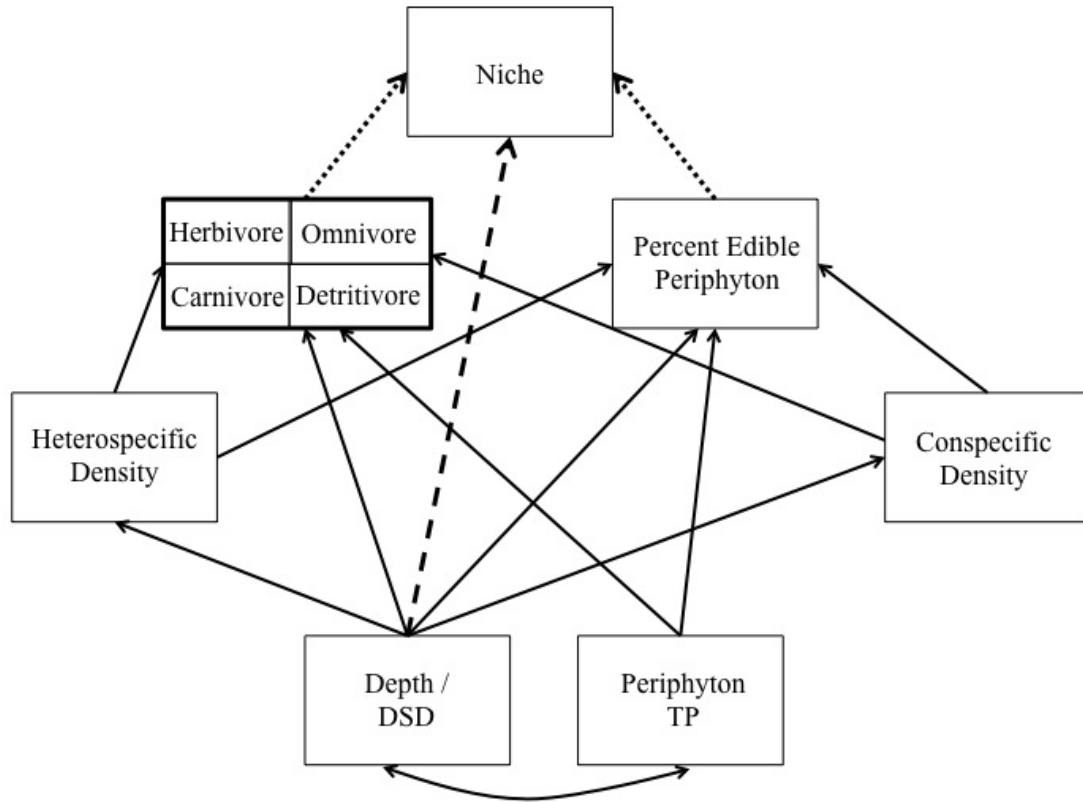 Niche
Herbivore
Omnivore
Carnivore
Detritivore
Percent Edible
Periphyton
Heterospecific
Density
Conspecific
Density
Depth /
DSD
Periphyton
TP